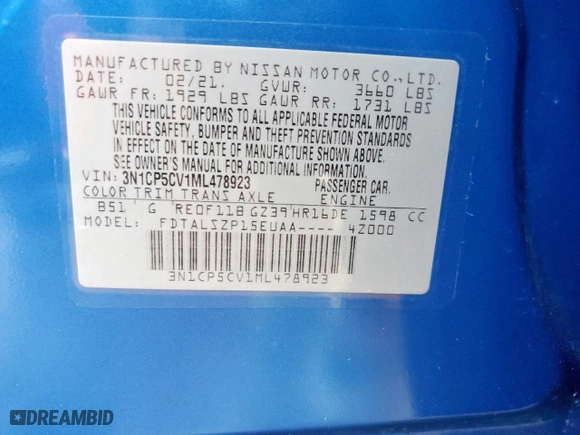 MANUFACTURED BY NISSAN MOTOR CO., LTD.
DATE: 02/21. GVWR: 3660 LBS
GAWR FR: 1929 LBS GAWR RR: 1731 LBS
THIS VEHICLE CONFORMS TO ALL APPLICABLE FEDERAL MOTOR
VEHICLE SAFETY, BUMPER AND THEFT PREVENTION STANDARDS
IN EFFECT ON THE DATE OF MANUFACTURE SHOWN ABOVE.
SEE OWNER'S MANUAL FOR ADDITIONAL INFORMATION.
VIN: 3N1CP5CV1ML478923 PASSENGER CAR.
COLOR TRIM TRANS AXLE ENGINE
B51 G RE0F11B GZ39 HR16DE 1598 CC
MODEL: FDTALSZP15EUAA---- 4Z000
3N1CP5CV1ML478923
DREAMBID